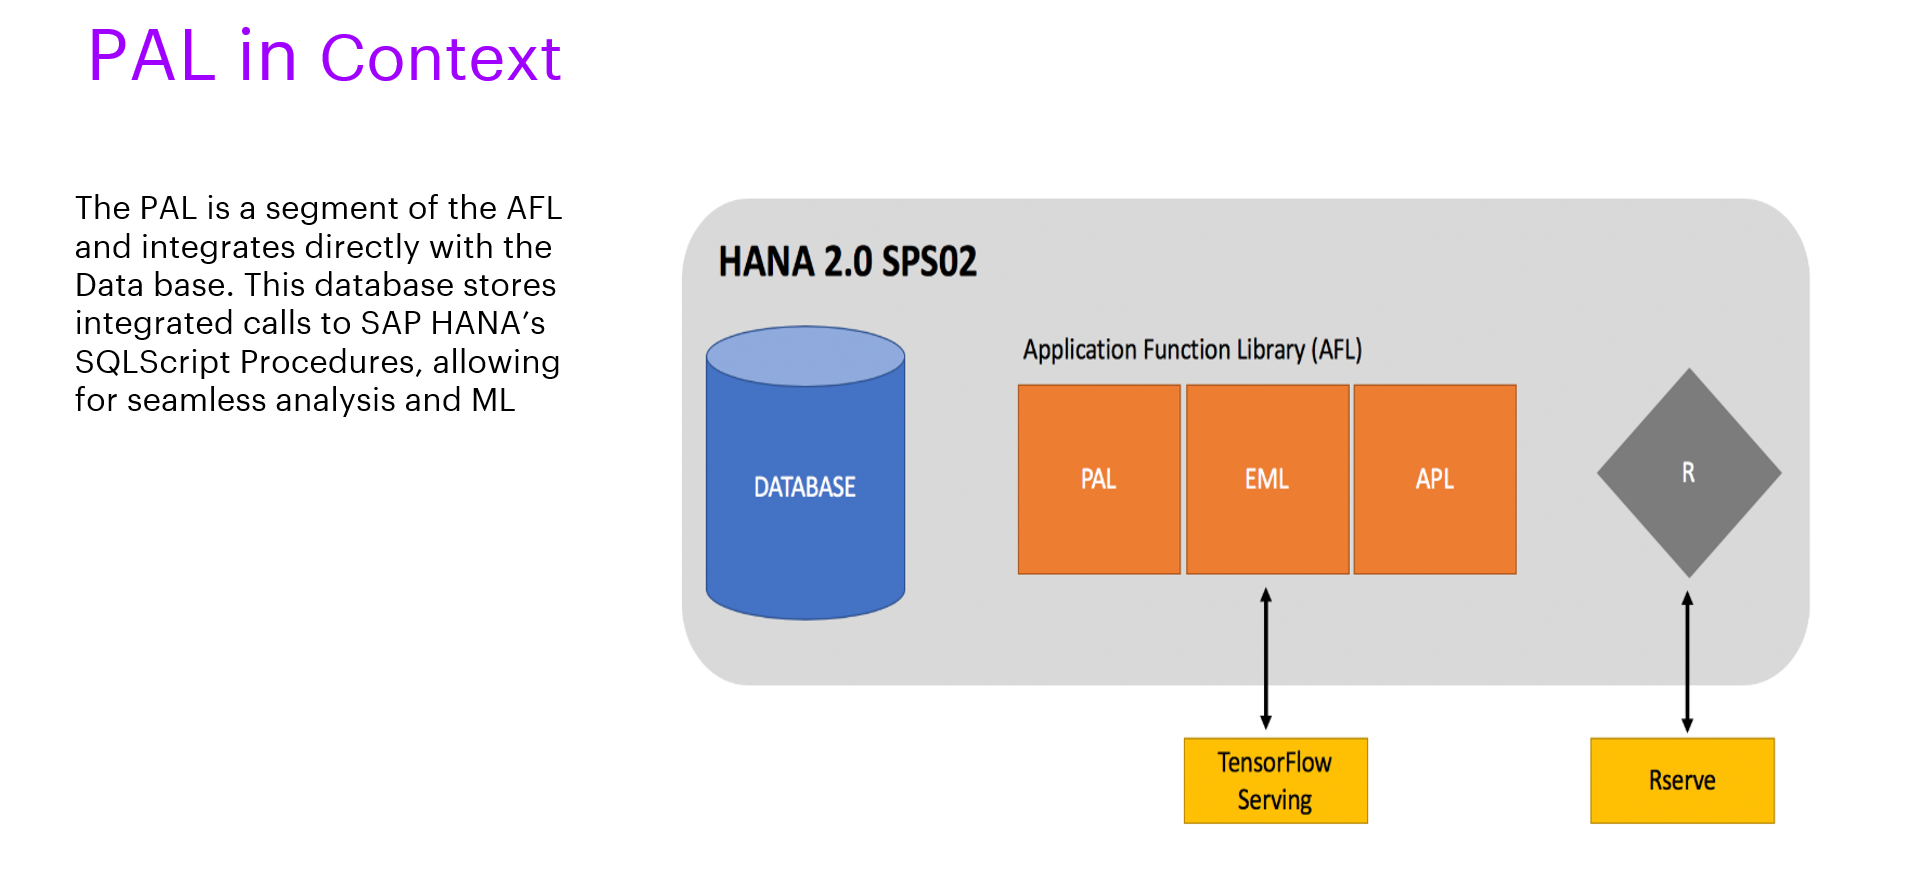 PAL in Context
The PAL is a segment of the AFL
and integrates directly with the
Data base. This database stores
integrated calls to SAP HANA’s
SQLScript Procedures, allowing
for seamless analysis and ML
HANA 2.0 SPS02
DATABASE
Application Function Library (AFL)
PAL
EML
APL
R
TensorFlow
Serving
Rserve